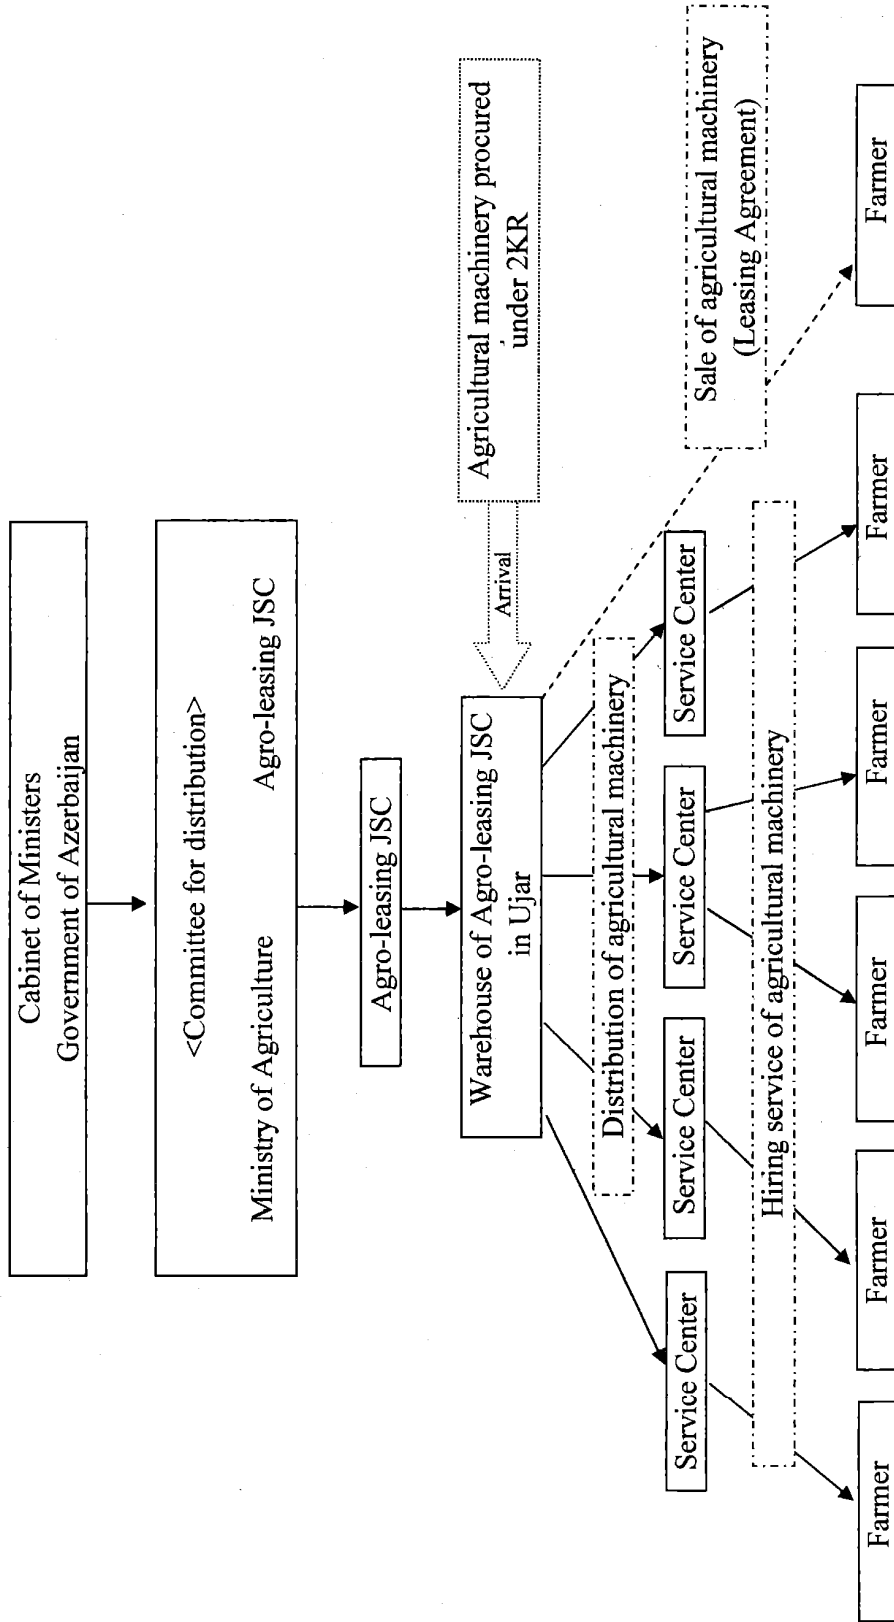 Cabinet of Ministers
Government of Azerbaijan
<Committee for distribution>
Ministry of Agriculture Agro-leasing JSC
Agro-leasing JSC
Warehouse of Agro-leasing JSC
in Ujar
Arrival
Agricultural machinery procured
under 2KR
Distribution of agricultural machinery
Sale of agricultural machinery
(Leasing Agreement)
Service Center
Service Center
Service Center
Service Center
Hiring service of agricultural machinery
Farmer
Farmer
Farmer
Farmer
Farmer
Farmer